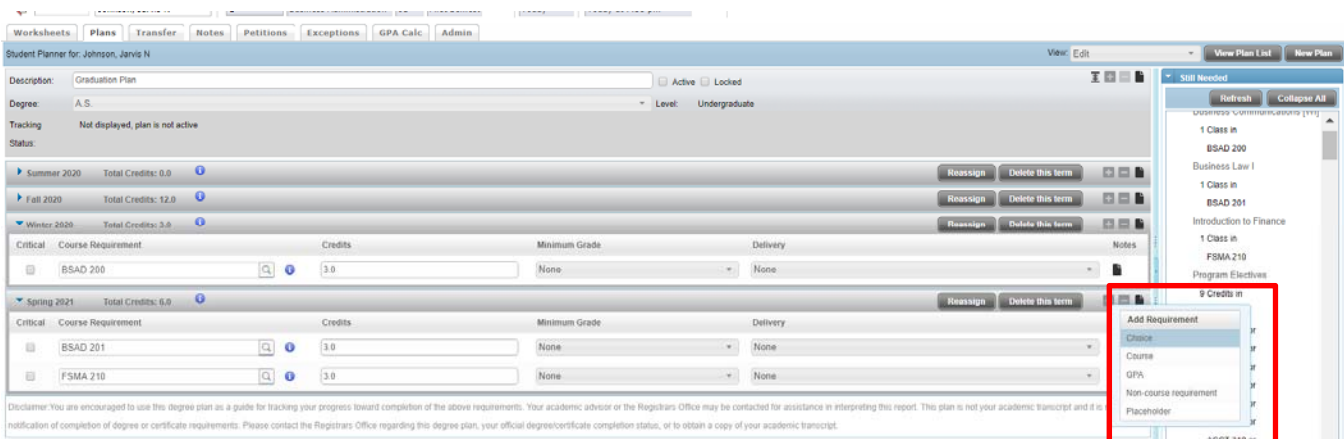 Worksheets Plans Transfer Notes Petitions Exceptions GPA Calc Admin
Student Planner for: Johnson, Jarvis N View: Edit View Plan List New Plan
Description: Graduation Plan Active Locked Still Needed
Degree: A.S. Level: Undergraduate Refresh Collapse All
Tracking Status: Not displayed, plan is not active
Business Communications [WI]
1 Class in
BSAD 200
Summer 2020 Total Credits: 0.0 Reassign Delete this term
Business Law I
1 Class in
Fall 2020 Total Credits: 12.0 Reassign Delete this term
BSAD 201
Winter 2020 Total Credits: 3.0 Reassign Delete this term
Introduction to Finance
Critical Course Requirement Credits Minimum Grade Delivery Notes
1 Class in
FSMA 210
BSAD 200 3.0 None None
Program Electives
9 Credits in
Spring 2021 Total Credits: 6.0 Reassign Delete this term
Critical Course Requirement Credits Minimum Grade Delivery
BSAD 201 3.0 None None
FSMA 210 3.0 None None
Add Requirement
Choice
Course
GPA
Non-course requirement
Placeholder
Disclaimer:You are encouraged to use this degree plan as a guide for tracking your progress toward completion of the above requirements. Your academic advisor or the Registrars Office may be contacted for assistance in interpreting this report. This plan is not your academic transcript and it is
notification of completion of degree or certificate requirements. Please contact the Registrars Office regarding this degree plan, your official degree/certificate completion status, or to obtain a copy of your academic transcript.